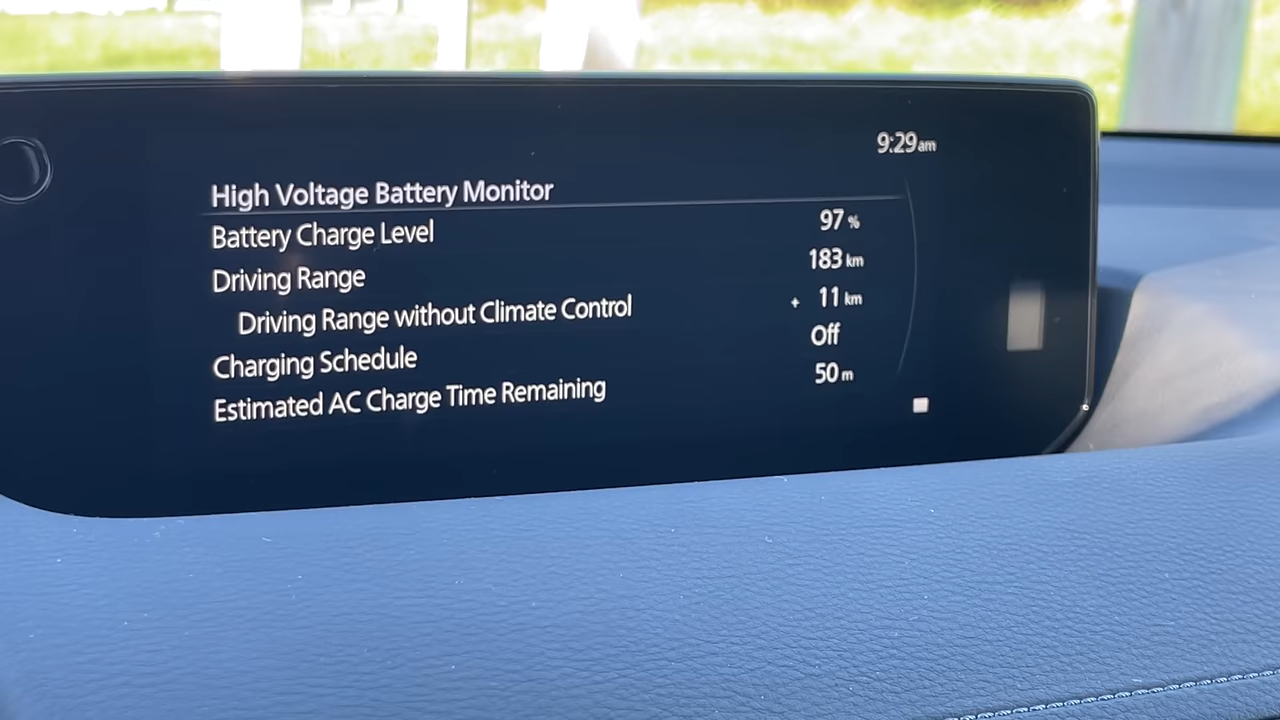 9:29am
High Voltage Battery Monitor
Battery Charge Level 97 %
Driving Range 183 km
Driving Range without Climate Control + 11 km
Charging Schedule Off
Estimated AC Charge Time Remaining 50 m